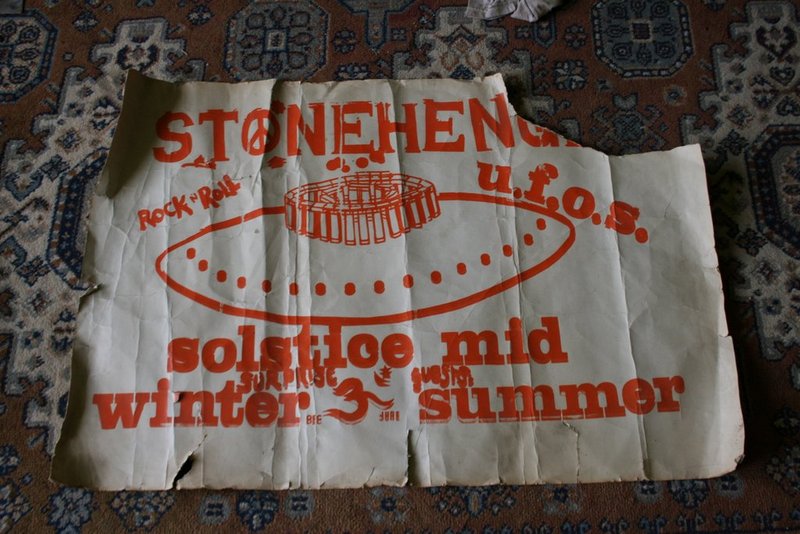 STONEHENG
Rock N Roll
u.f.o.s.
solstice mid
SURPRISE guests
winter summer